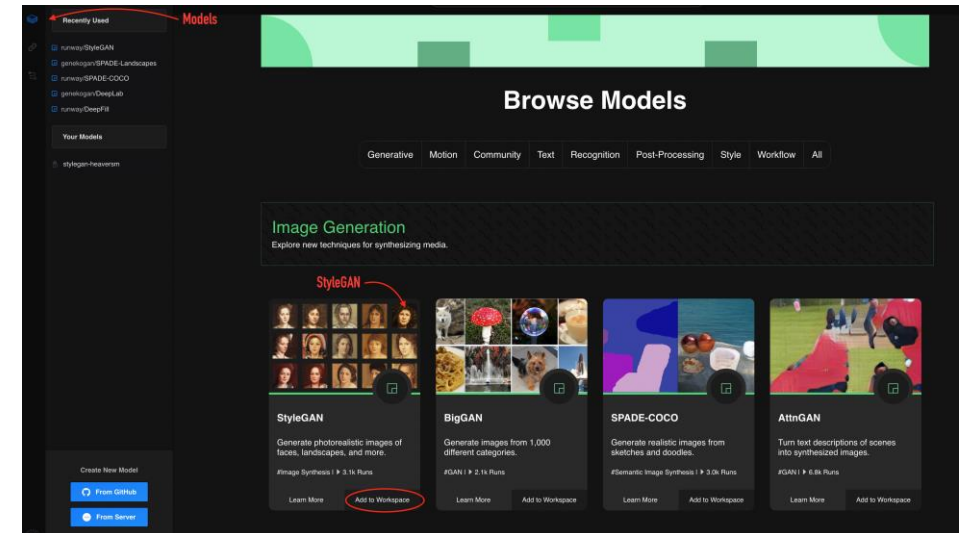 Recently Used
Models
runway/StyleGAN
genekogan/SPADE-Landscapes
runway/SPADE-COCO
genekogan/DeepLab
runway/DeepFill
Your Models
stylegan-heaversm
Create New Model
From GitHub
From Server
Browse Models
Generative Motion Community Text Recognition Post-Processing Style Workflow All
Image Generation
Explore new techniques for synthesizing media.
StyleGAN
StyleGAN
Generate photorealistic images of
faces, landscapes, and more.
#Image Synthesis | 3.1k Runs
Learn More Add to Workspace
BigGAN
Generate images from 1,000
different categories.
#GAN | 2.1k Runs
Learn More Add to Workspace
SPADE-COCO
Generate realistic images from
sketches and doodles.
#Semantic Image Synthesis | 3.0k Runs
Learn More Add to Workspace
AttnGAN
Turn text descriptions of scenes
into synthesized images.
#GAN | 6.8k Runs
Learn More Add to Workspace